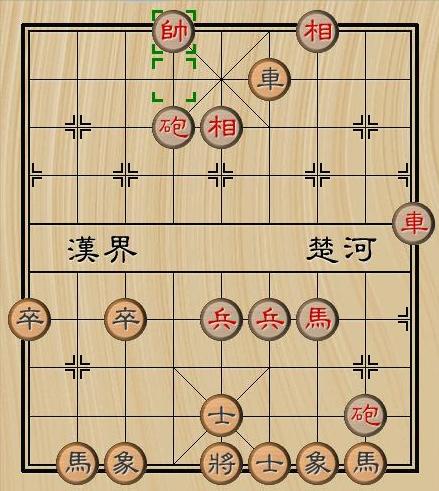 帥 相
車
砲 相
車
漢界 楚河
卒 卒 兵 兵 馬
士 砲
馬 象 將 士 象 馬